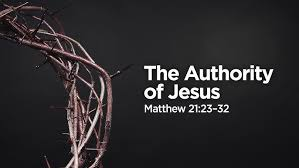 The Authority
of Jesus
Matthew 21:23–32